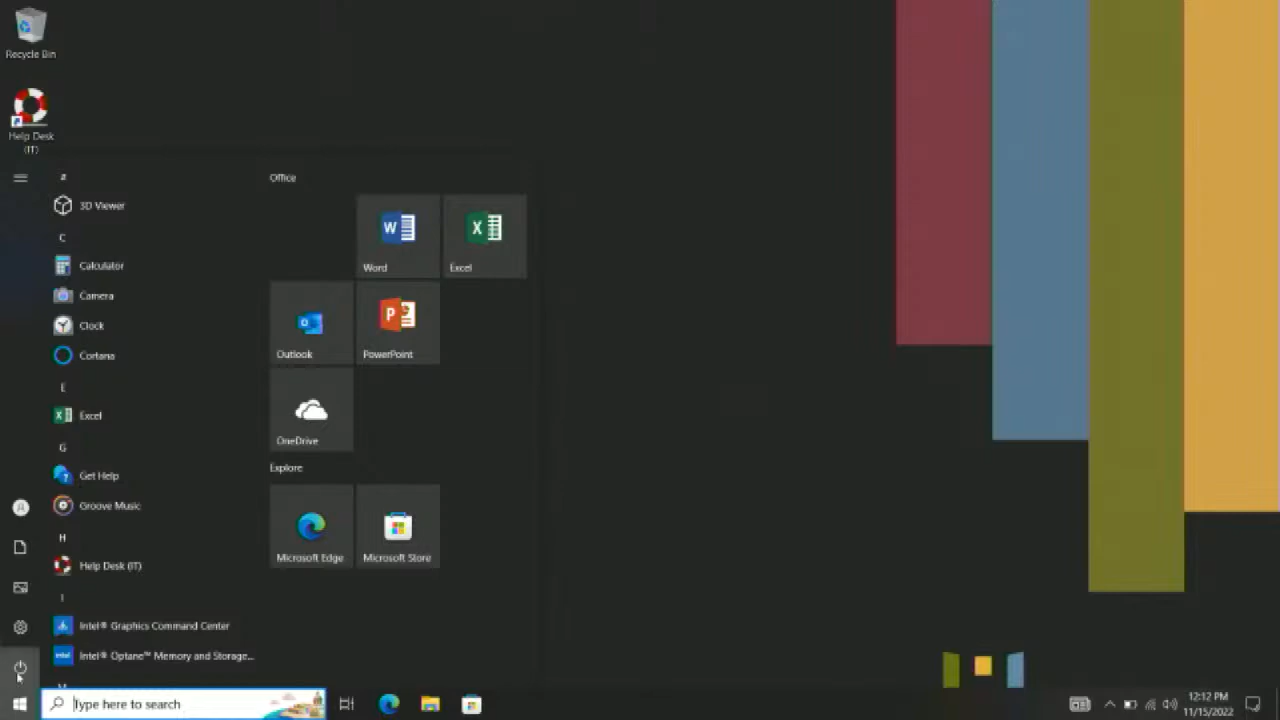 Recycle Bin
Help Desk
(IT)
#
3D Viewer
C
Calculator
Camera
Clock
Cortana
E
Excel
G
Get Help
Groove Music
H
Help Desk (IT)
I
Intel® Graphics Command Center
Intel® Optane™ Memory and Storage...
Office
Word
Excel
Outlook
PowerPoint
OneDrive
Explore
Microsoft Edge
Microsoft Store
Type here to search
12:12 PM
11/15/2022